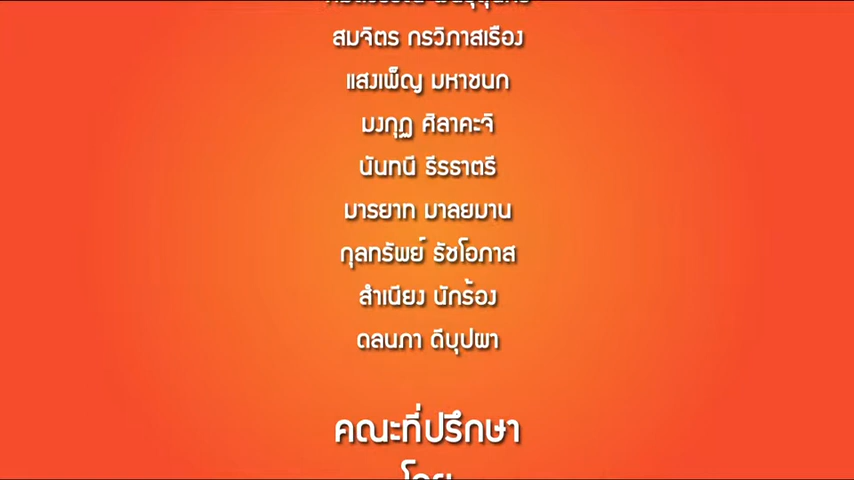 สมจิตร กรวิภาสเรือง
แสงเพ็ญ มหาชนก
มงกุฎ ศิลาคะจิ
นันทนี ธีรราตรี
มารยาท มาลยมาน
กุลทรัพย์ รัชโอภาส
สำเนียง นักร้อง
ดลนภา ดีบุปผา
คณะที่ปรึกษา
โดย